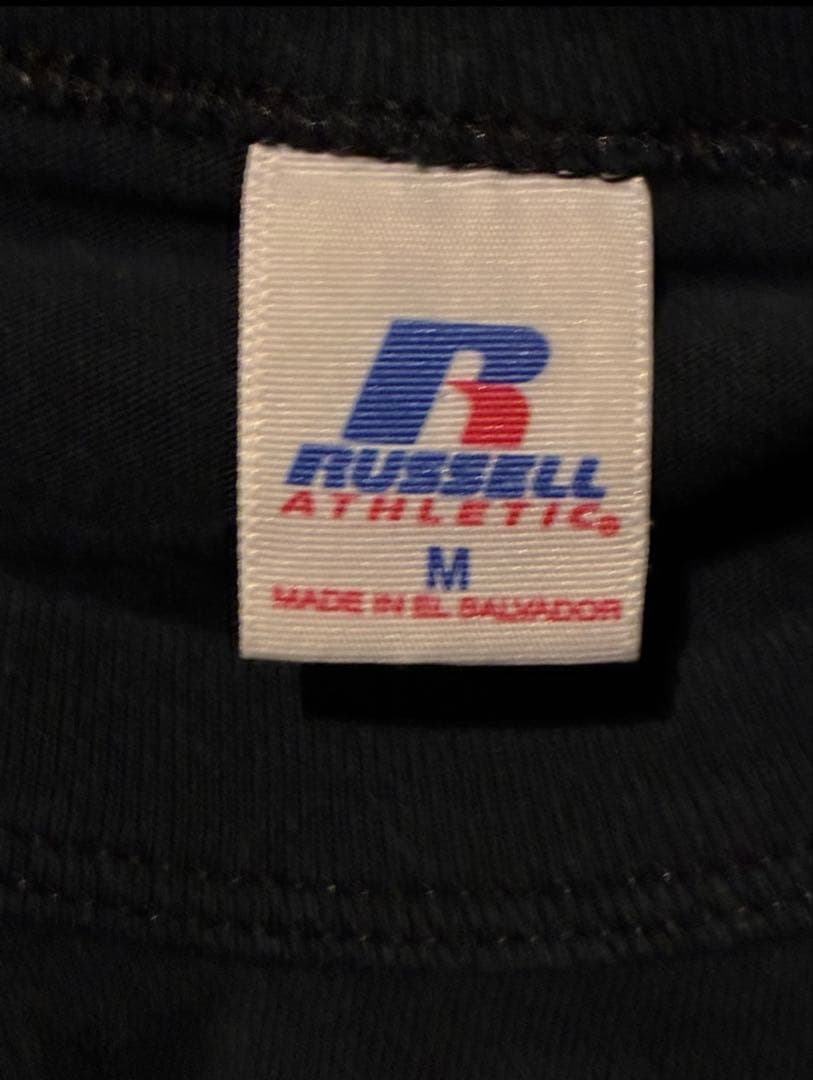 R
RUSSELL
ATHLETIC®
M
MADE IN EL SALVADOR